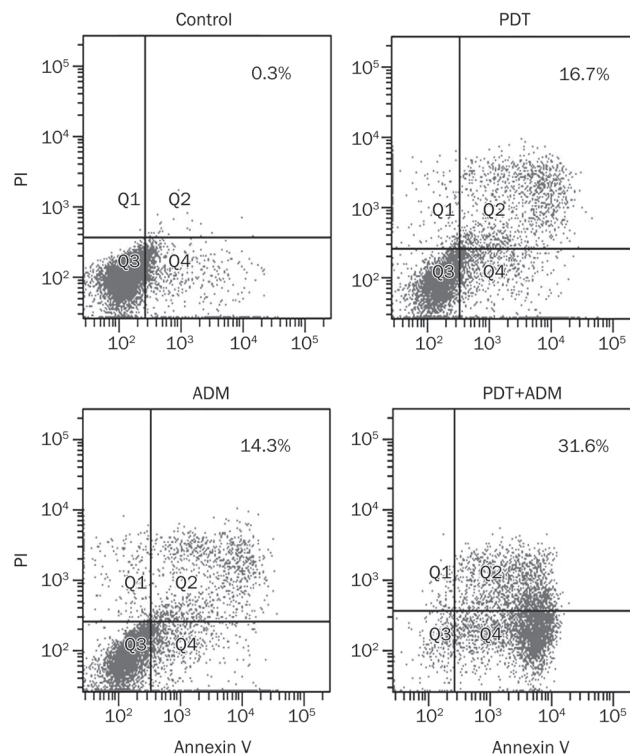 Control
PDT
10⁵
0.3%
10⁵
16.7%
10⁴
10⁴
PI
Q1 Q2
Q1 Q2
10³
10³
Q3 Q4
Q3 Q4
10²
10²
10² 10³ 10⁴ 10⁵
10² 10³ 10⁴ 10⁵
ADM
PDT+ADM
10⁵
14.3%
10⁵
31.6%
10⁴
10⁴
PI
Q1 Q2
Q1 Q2
10³
10³
Q3 Q4
Q3 Q4
10²
10²
10² 10³ 10⁴ 10⁵
10² 10³ 10⁴ 10⁵
Annexin V
Annexin V